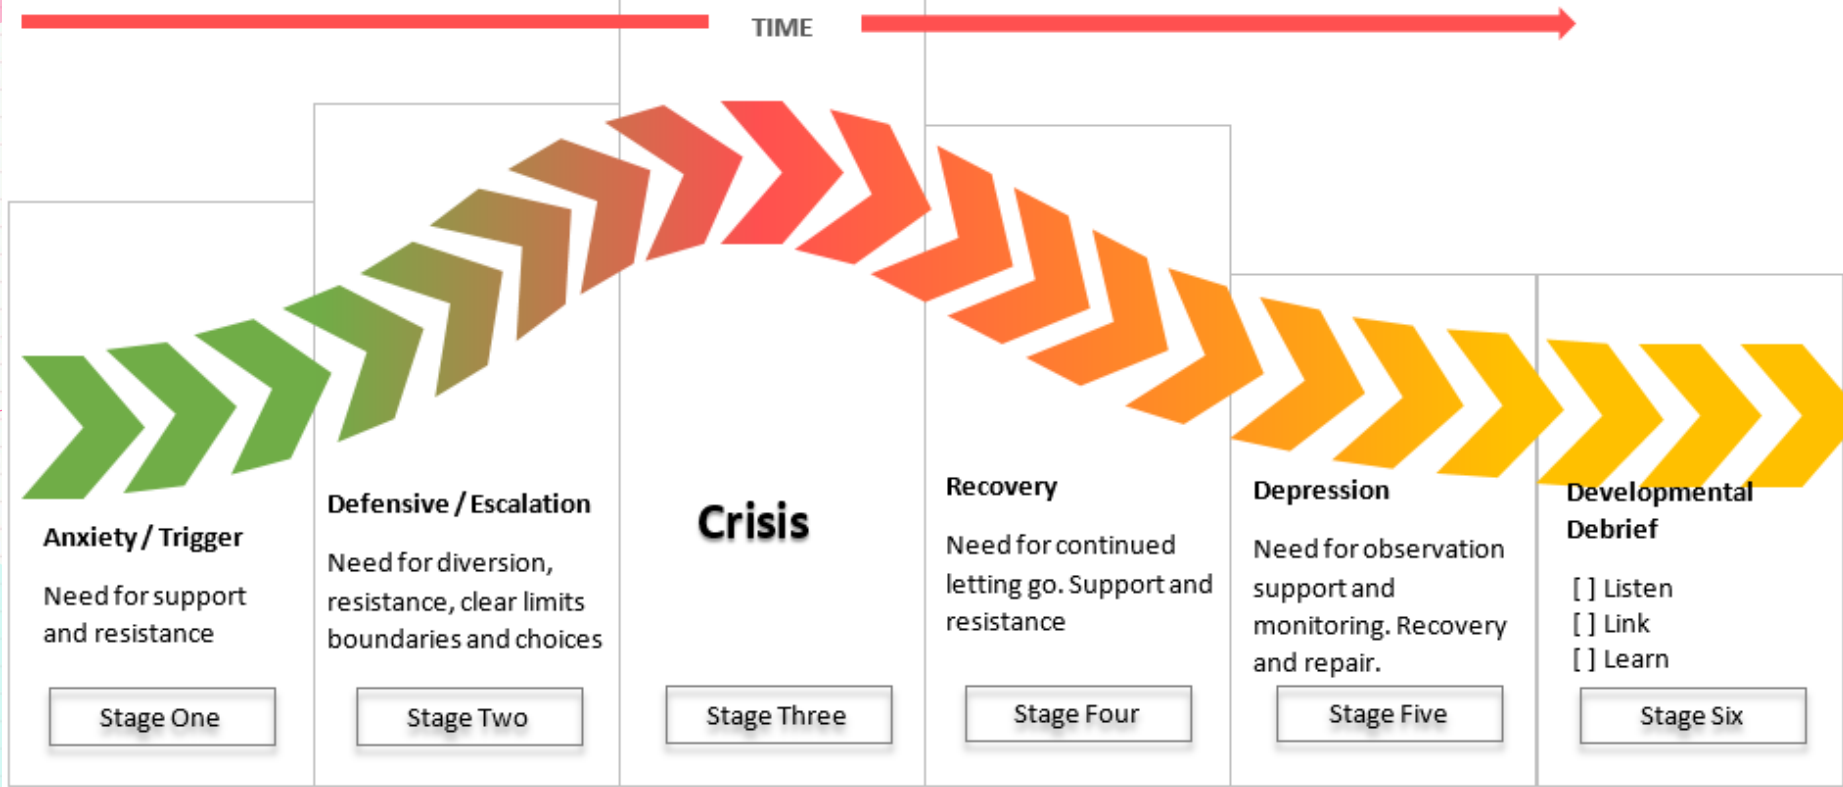 TIME
Anxiety / Trigger
Need for support
and resistance
Stage One
Defensive / Escalation
Need for diversion,
resistance, clear limits
boundaries and choices
Stage Two
Crisis
Stage Three
Recovery
Need for continued
letting go. Support and
resistance
Stage Four
Depression
Need for observation
support and
monitoring. Recovery
and repair.
Stage Five
Developmental
Debrief
[ ] Listen
[ ] Link
[ ] Learn
Stage Six